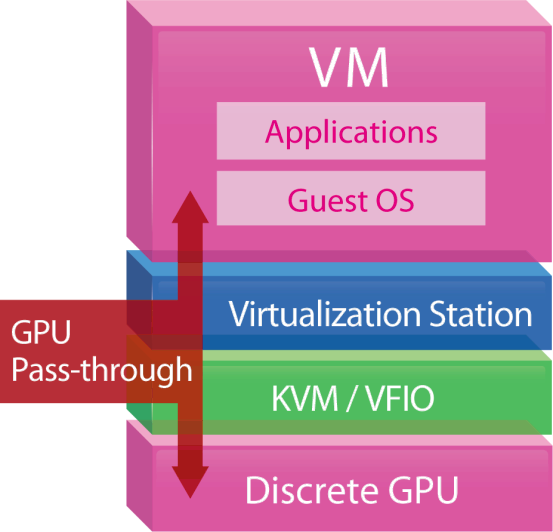 VM
Applications
Guest OS
Virtualization Station
GPU
Pass-through
KVM / VFIO
Discrete GPU